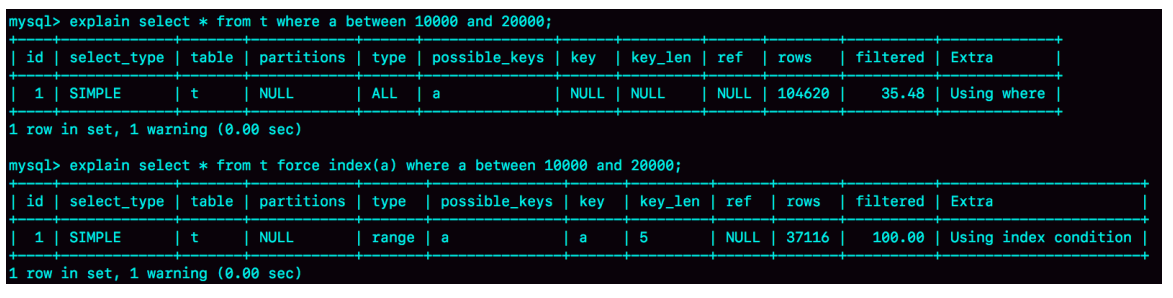 mysql> explain select * from t where a between 10000 and 20000;
+----+-------------+-------+------------+------+---------------+------+---------+------+--------+----------+-------------+
| id | select_type | table | partitions | type | possible_keys | key  | key_len | ref  | rows   | filtered | Extra       |
+----+-------------+-------+------------+------+---------------+------+---------+------+--------+----------+-------------+
|  1 | SIMPLE      | t     | NULL       | ALL  | a             | NULL | NULL    | NULL | 104620 |    35.48 | Using where |
+----+-------------+-------+------------+------+---------------+------+---------+------+--------+----------+-------------+
1 row in set, 1 warning (0.00 sec)
mysql> explain select * from t force index(a) where a between 10000 and 20000;
+----+-------------+-------+------------+-------+---------------+------+---------+------+-------+----------+-----------------------+
| id | select_type | table | partitions | type  | possible_keys | key  | key_len | ref  | rows  | filtered | Extra                 |
+----+-------------+-------+------------+-------+---------------+------+---------+------+-------+----------+-----------------------+
|  1 | SIMPLE      | t     | NULL       | range | a             | a    | 5       | NULL | 37116 |   100.00 | Using index condition |
+----+-------------+-------+------------+-------+---------------+------+---------+------+-------+----------+-----------------------+
1 row in set, 1 warning (0.00 sec)